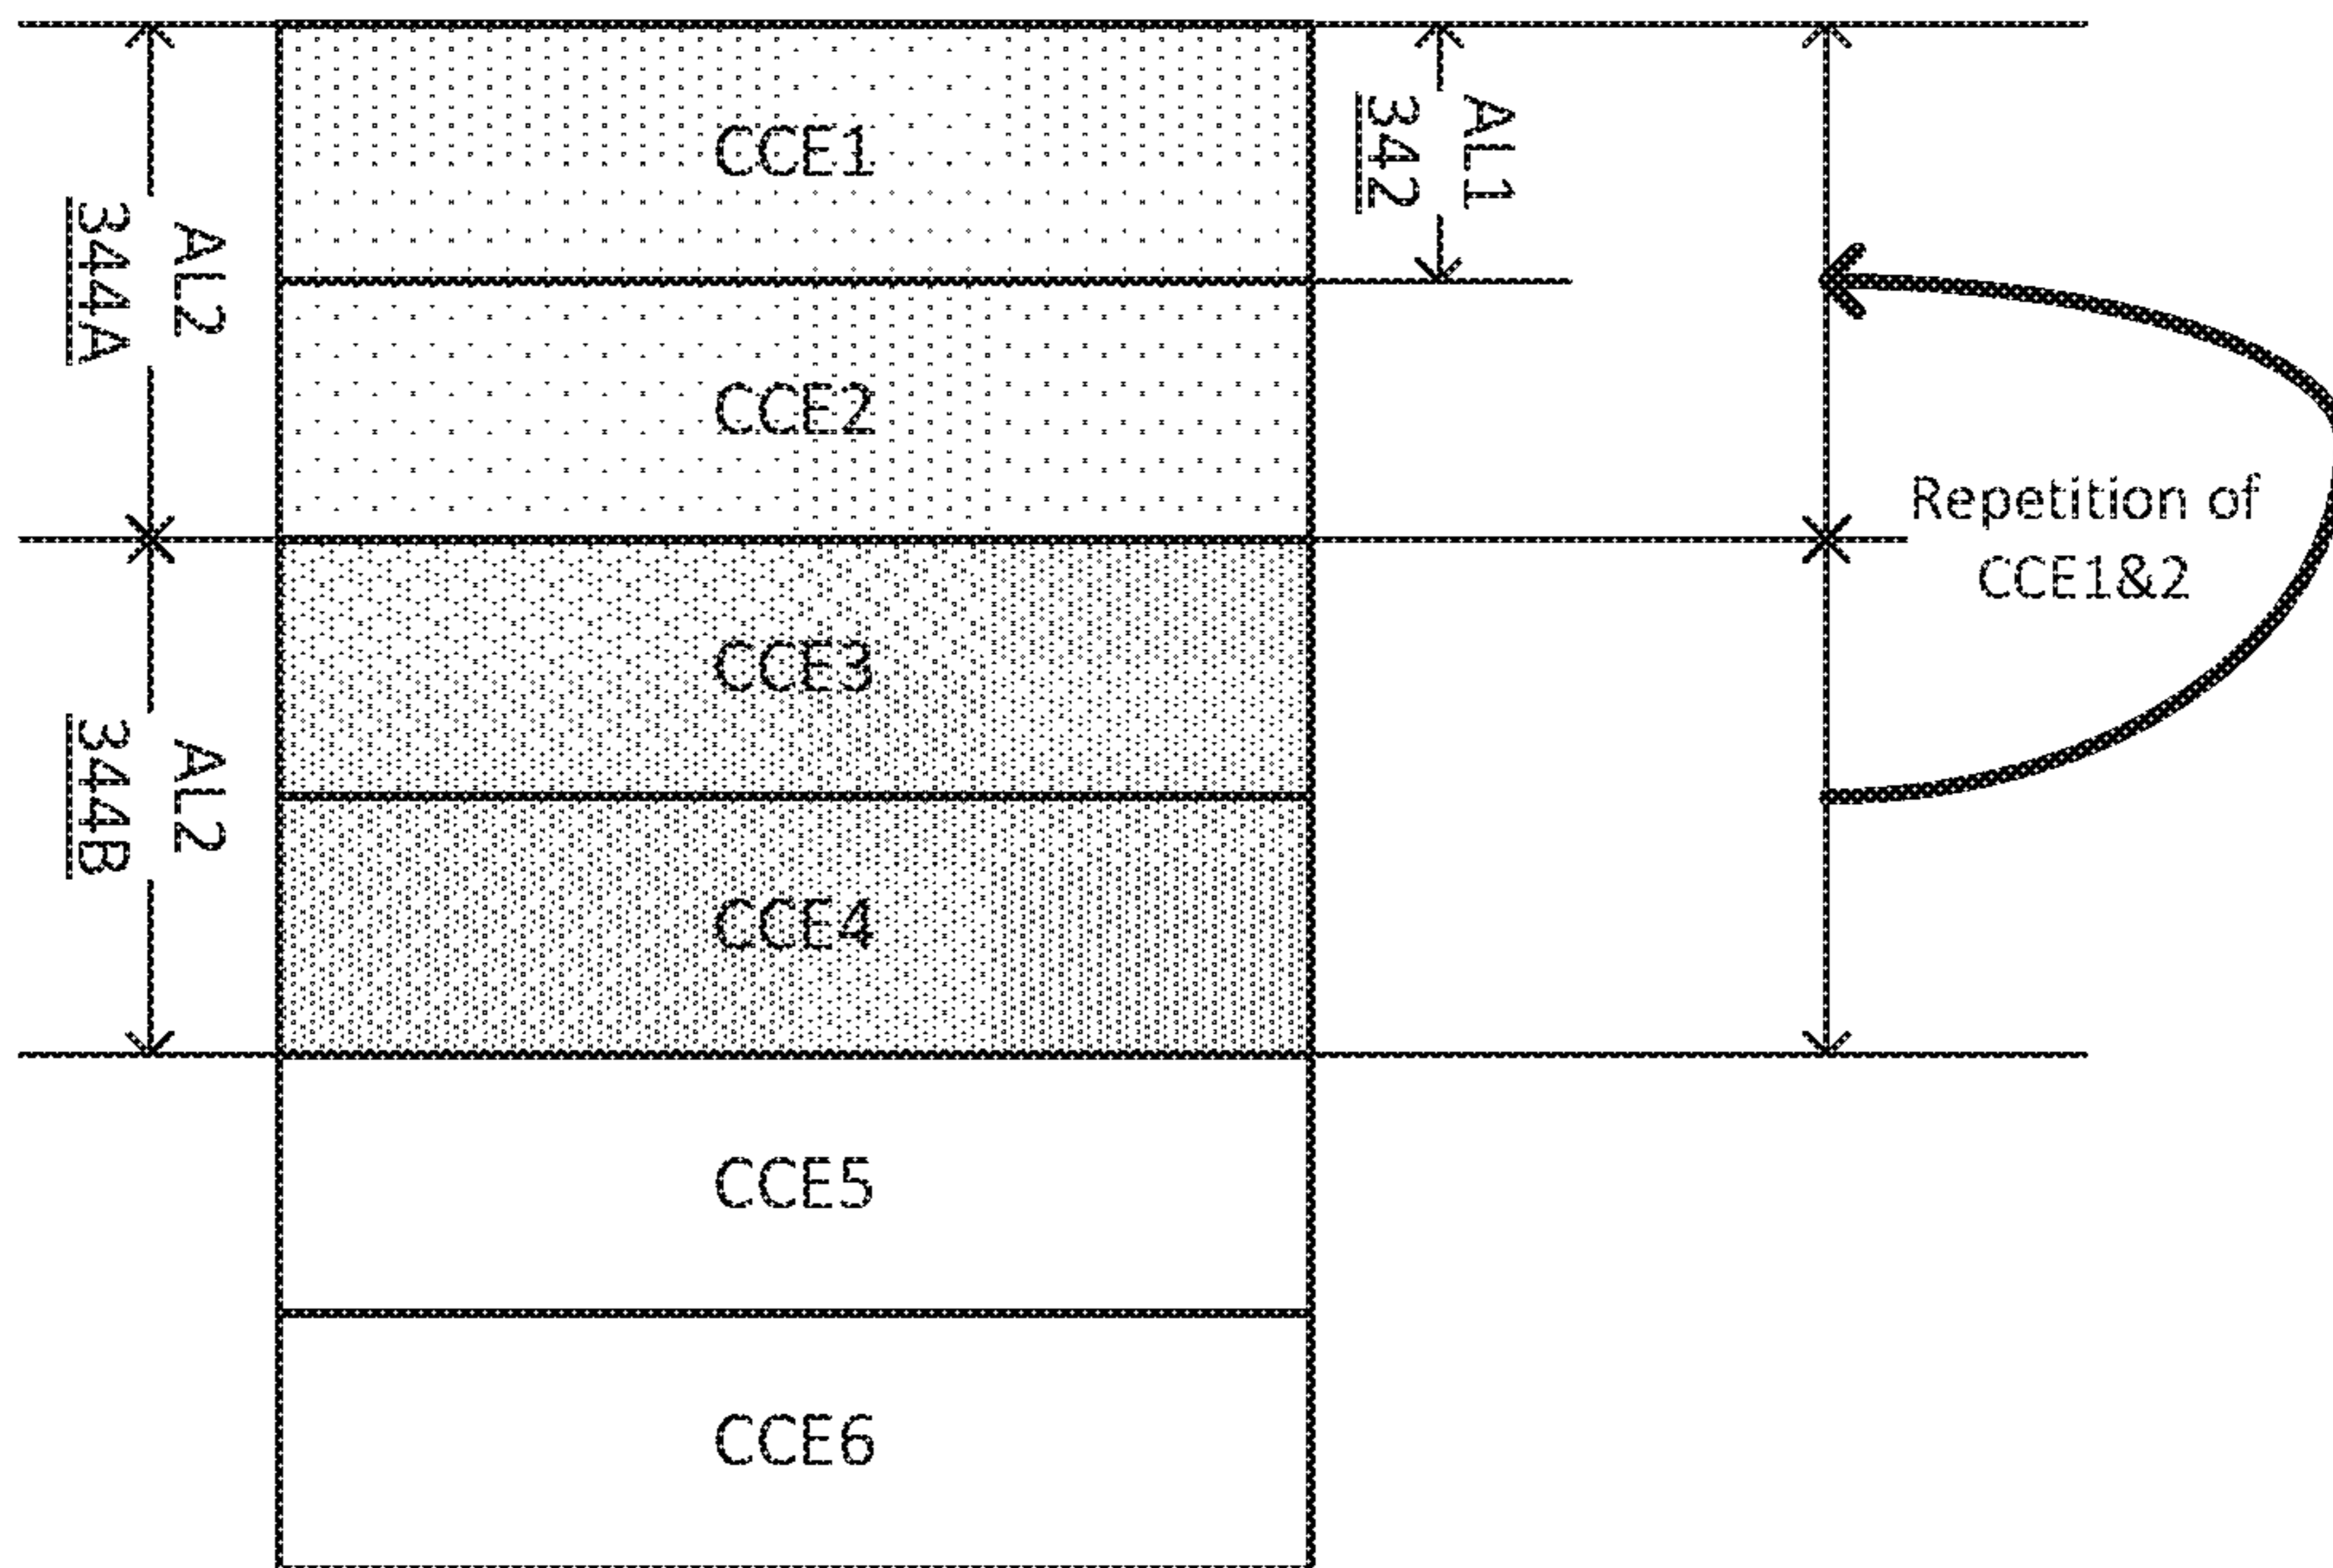 CCE1
AL1
342
AL2
344A
CCE2
Repetition of
CCE1&2
CCE3
AL2
344B
CCE4
CCE5
CCE6